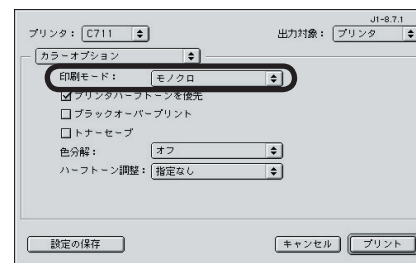 J1-8.7.1
プリンタ： C711 出力対象： プリンタ
カラーオプション
印刷モード： モノクロ
プリンタハーフトーンを優先
ブラックオーバープリント
トナーセーブ
色分解： オフ
ハーフトーン調整： 指定なし
設定の保存 キャンセル プリント